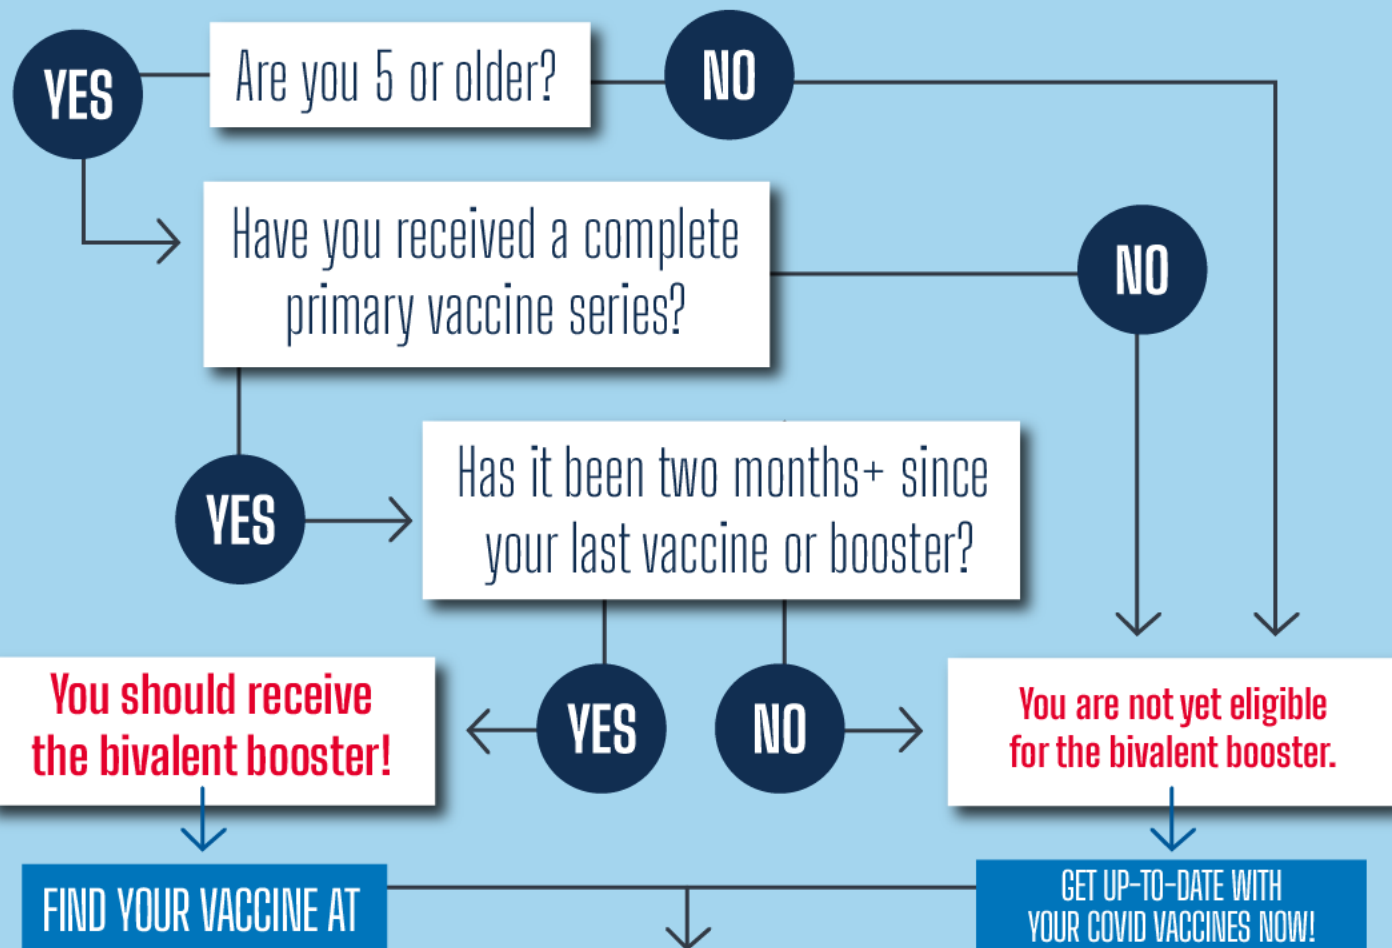 YES
Are you 5 or older?
NO
Have you received a complete
primary vaccine series?
NO
YES
Has it been two months+ since
your last vaccine or booster?
You should receive
the bivalent booster!
YES
NO
You are not yet eligible
for the bivalent booster.
FIND YOUR VACCINE AT
GET UP-TO-DATE WITH
YOUR COVID VACCINES NOW!